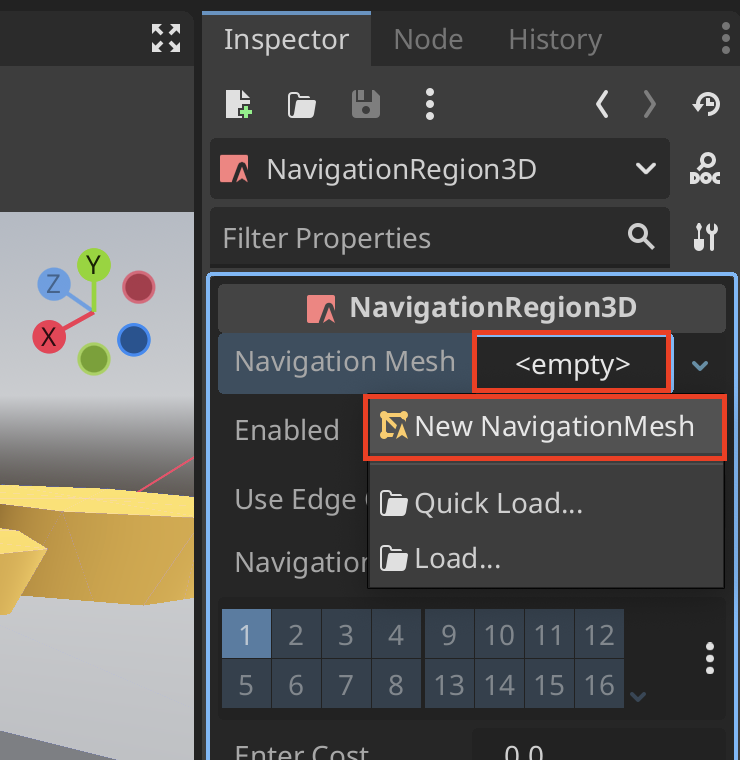 Inspector Node History
NavigationRegion3D
DOC
Filter Properties
Y
Z
X
NavigationRegion3D
Navigation Mesh <empty>
New NavigationMesh
Enabled
Use Edge
Quick Load...
Navigation
Load...
1 2 3 4 9 10 11 12
5 6 7 8 13 14 15 16
Enter Cost 0.0